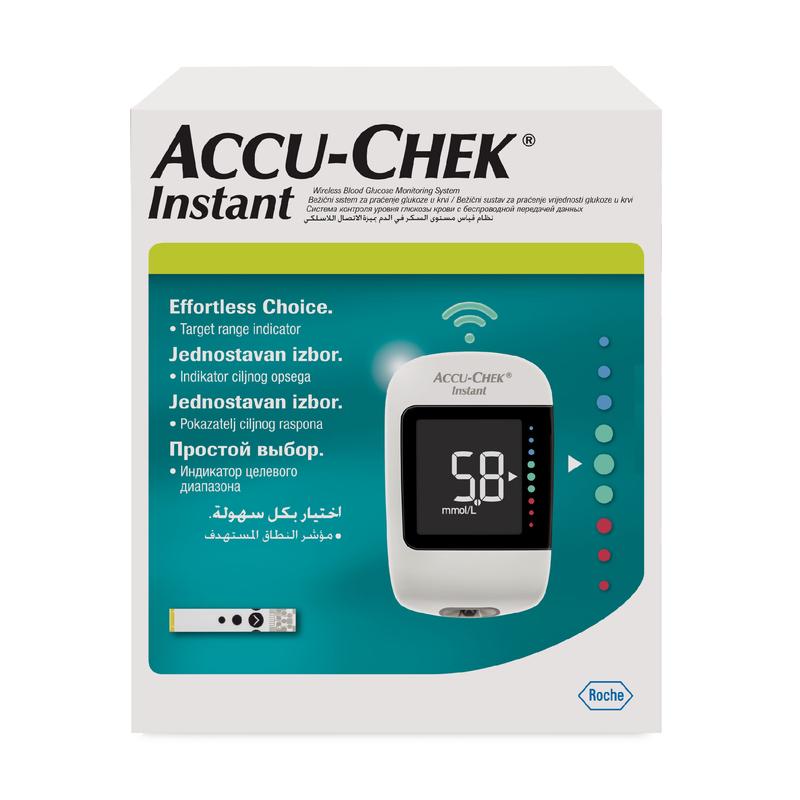 ACCU-CHEK®
Instant
Wireless Blood Glucose Monitoring System
Bežični sistem za praćenje glukoze u krvi / Bežični sustav za praćenje vrijednosti glukoze u krvi
Система контроля уровня глюкозы крови с беспроводной передачей данных
نظام قياس مستوى السكر في الدم بميزة الاتصال اللاسلكي
Effortless Choice.
• Target range indicator
Jednostavan izbor.
• Indikator ciljnog opsega
Jednostavan izbor.
• Pokazatelj ciljnog raspona
Простой выбор.
• Индикатор целевого
диапазона
اختيار بكل سهولة.
• مؤشر النطاق المستهدف
ACCU-CHEK®
Instant
5.8
mmol/L
Roche